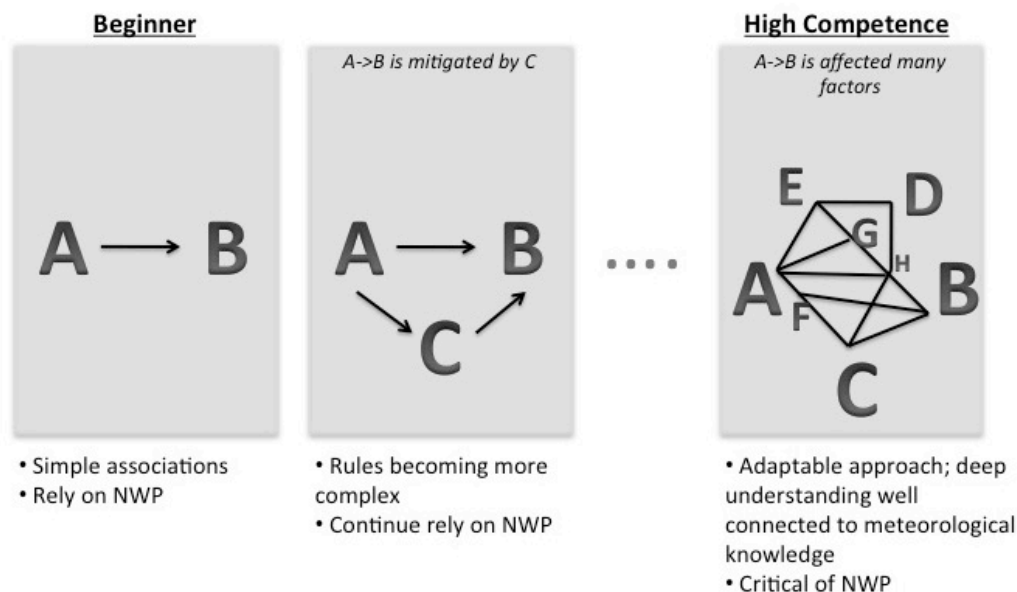 Beginner
High Competence
A->B is mitigated by C
A->B is affected many
factors
A
B
A
B
C
E
D
G
H
A
B
F
C
• Simple associations
• Rely on NWP
• Rules becoming more
complex
• Continue rely on NWP
• Adaptable approach; deep
understanding well
connected to meteorological
knowledge
• Critical of NWP